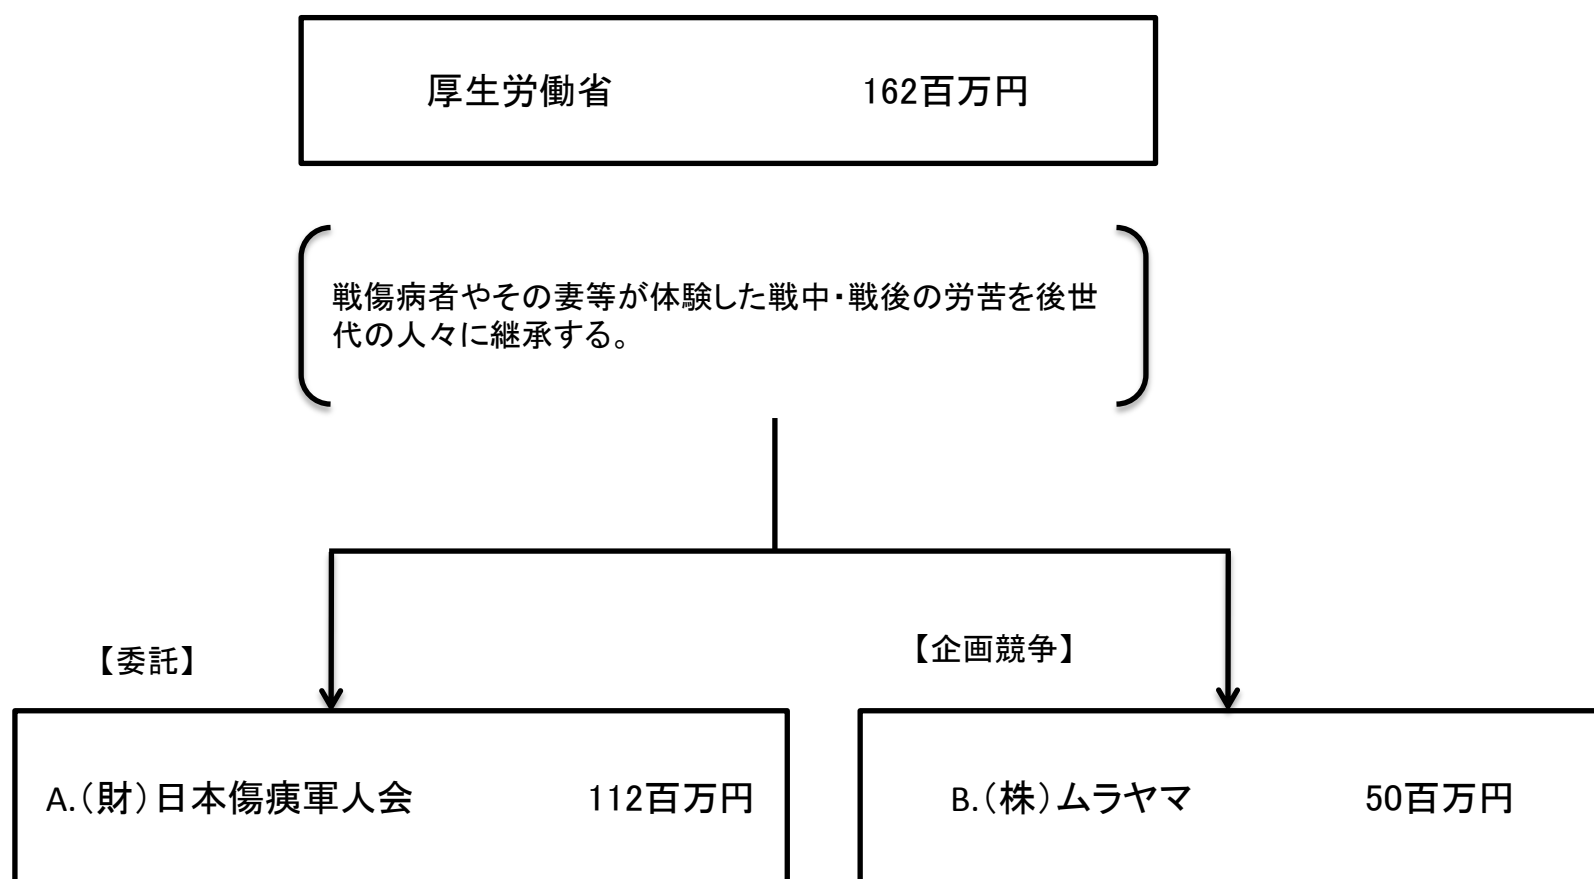 厚生労働省　162百万円
戦傷病者やその妻等が体験した戦中・戦後の労苦を後世
代の人々に継承する。
【委託】
【企画競争】
A.（財）日本傷痍軍人会　112百万円
B.（株）ムラヤマ　50百万円